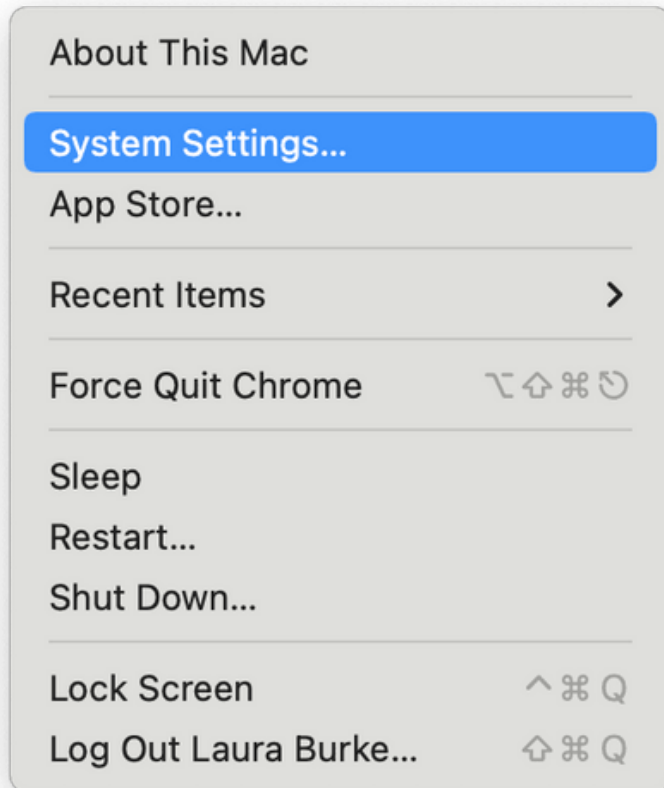 About This Mac
System Settings...
App Store...
Recent Items
Force Quit Chrome ⌥⇧⌘⎋
Sleep
Restart...
Shut Down...
Lock Screen ^⌘Q
Log Out Laura Burke... ⇧⌘Q